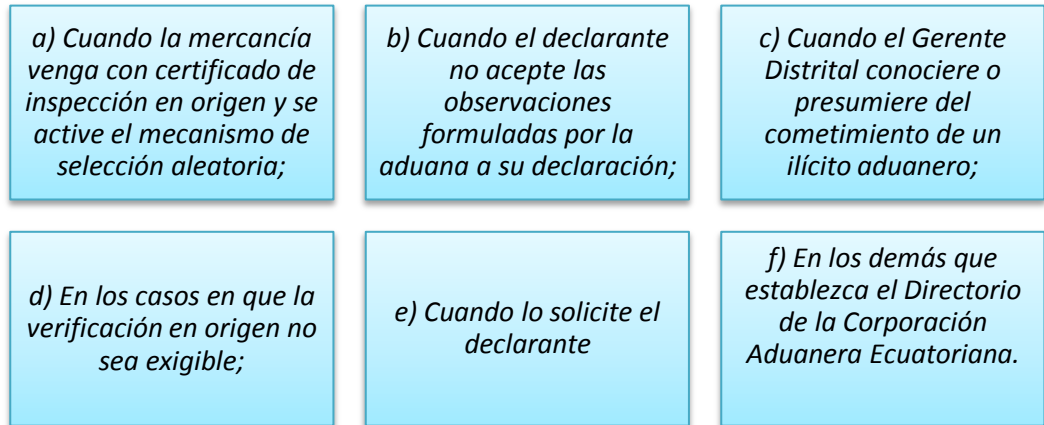 a) Cuando la mercancía
venga con certificado de
inspección en origen y se
active el mecanismo de
selección aleatoria;
b) Cuando el declarante
no acepte las
observaciones
formuladas por la
aduana a su declaración;
c) Cuando el Gerente
Distrital conociere o
presumiere del
cometimiento de un
ilícito aduanero;
d) En los casos en que la
verificación en origen no
sea exigible;
e) Cuando lo solicite el
declarante
f) En los demás que
establezca el Directorio
de la Corporación
Aduanera Ecuatoriana.